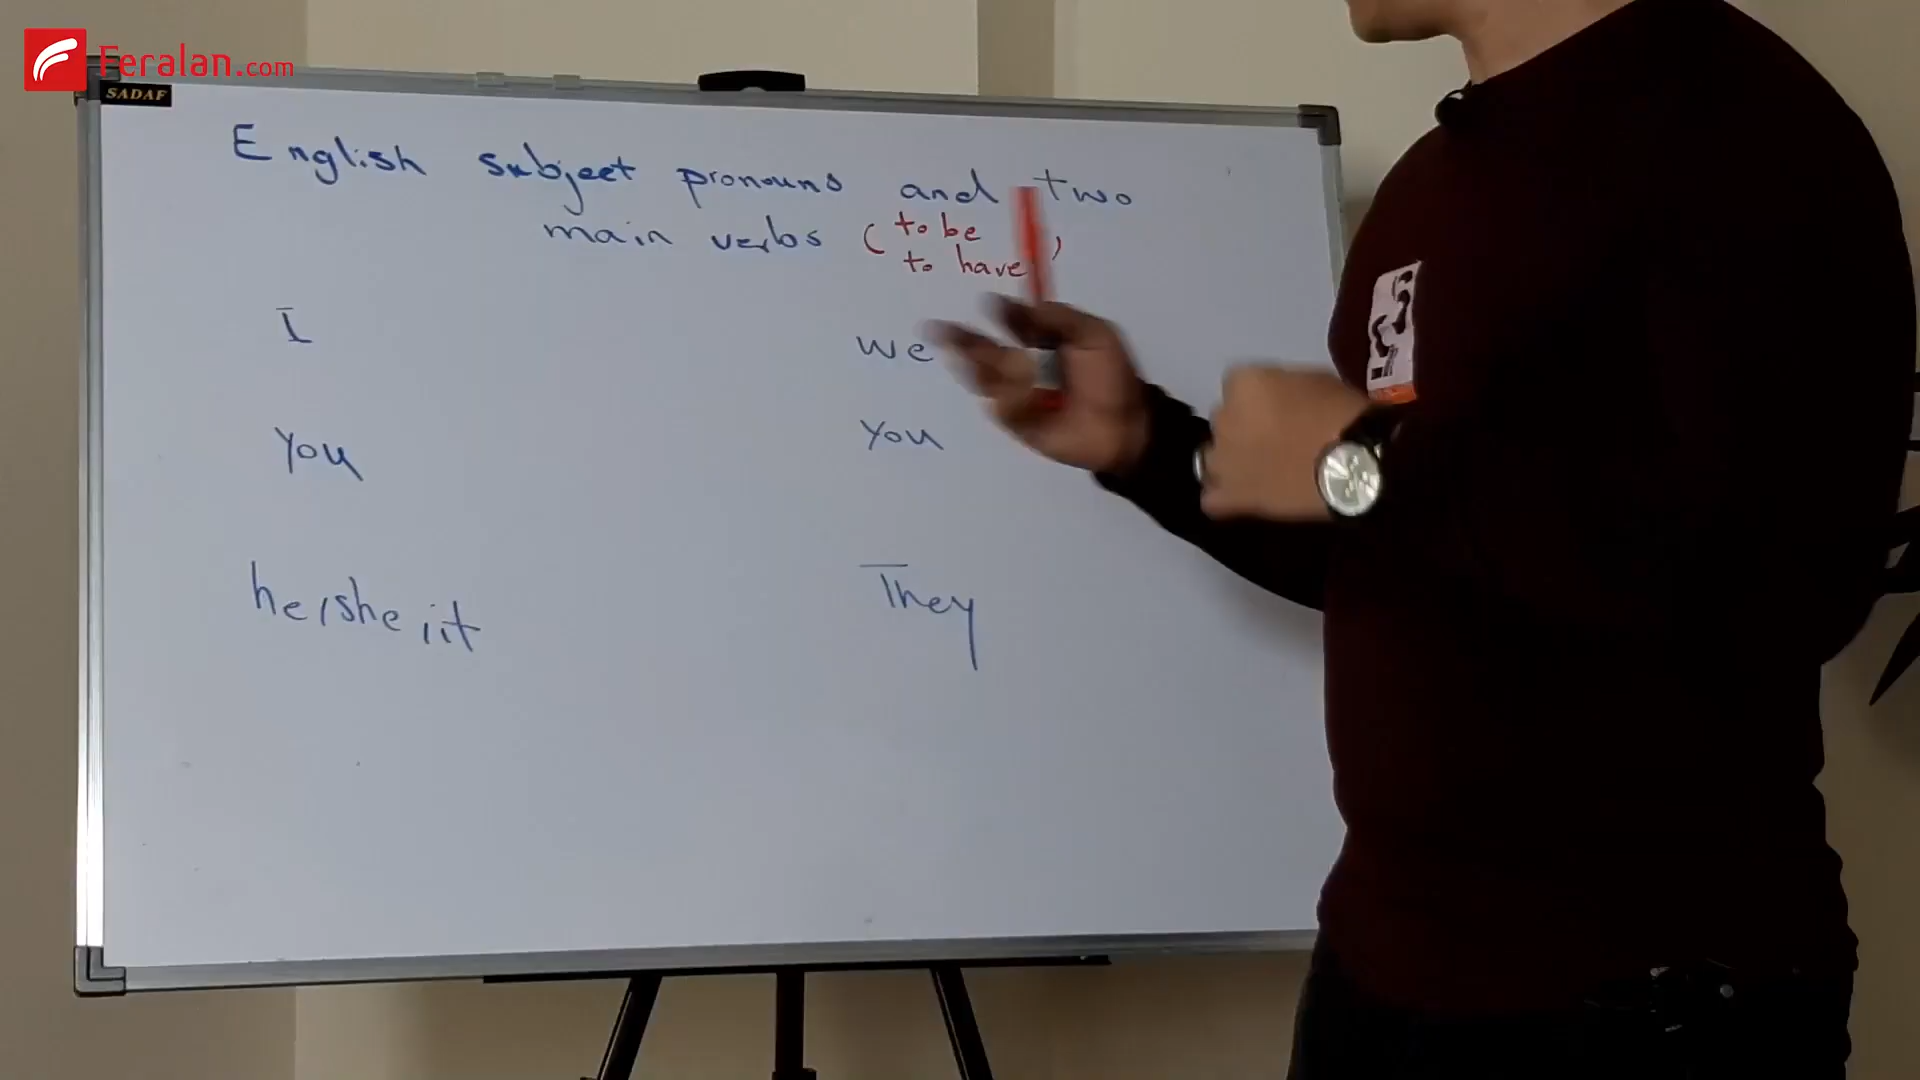 Feralan.com
SADAF
English subject pronouns and two
main verbs (to be
to have)
I
we
you
you
he/she/it
They